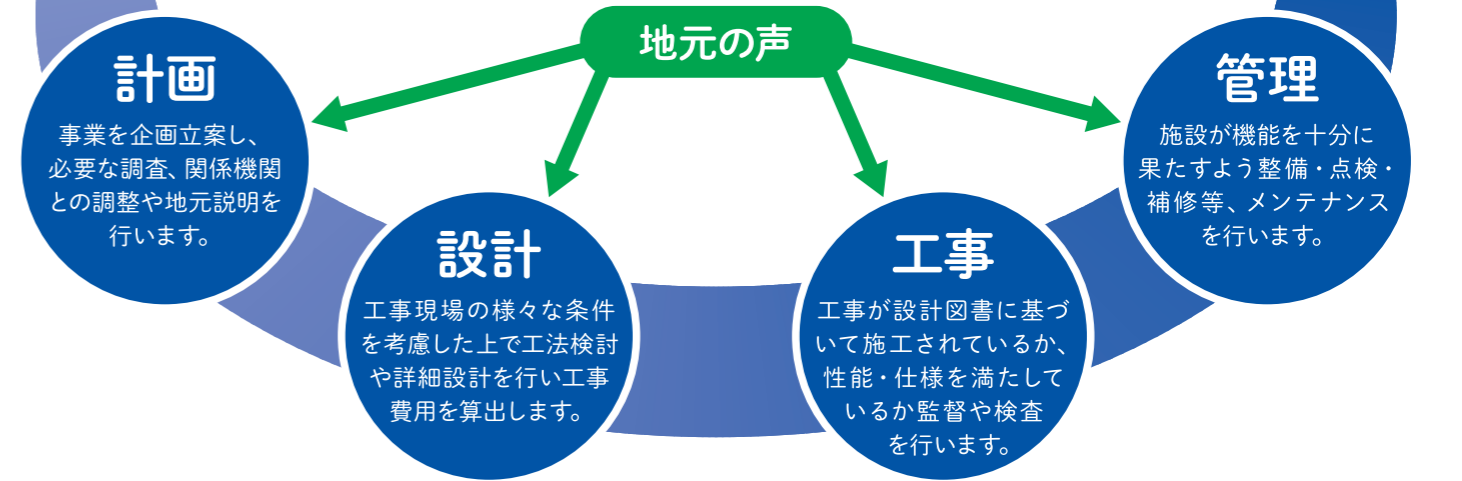 地元の声
計画
事業を企画立案し、
必要な調査、関係機関
との調整や地元説明を
行います。
設計
工事現場の様々な条件
を考慮した上で工法検討
や詳細設計を行い工事
費用を算出します。
工事
工事が設計図書に基づ
いて施工されているか、
性能・仕様を満たして
いるか監督や検査
を行います。
管理
施設が機能を十分に
果たすよう整備・点検・
補修等、メンテナンス
を行います。